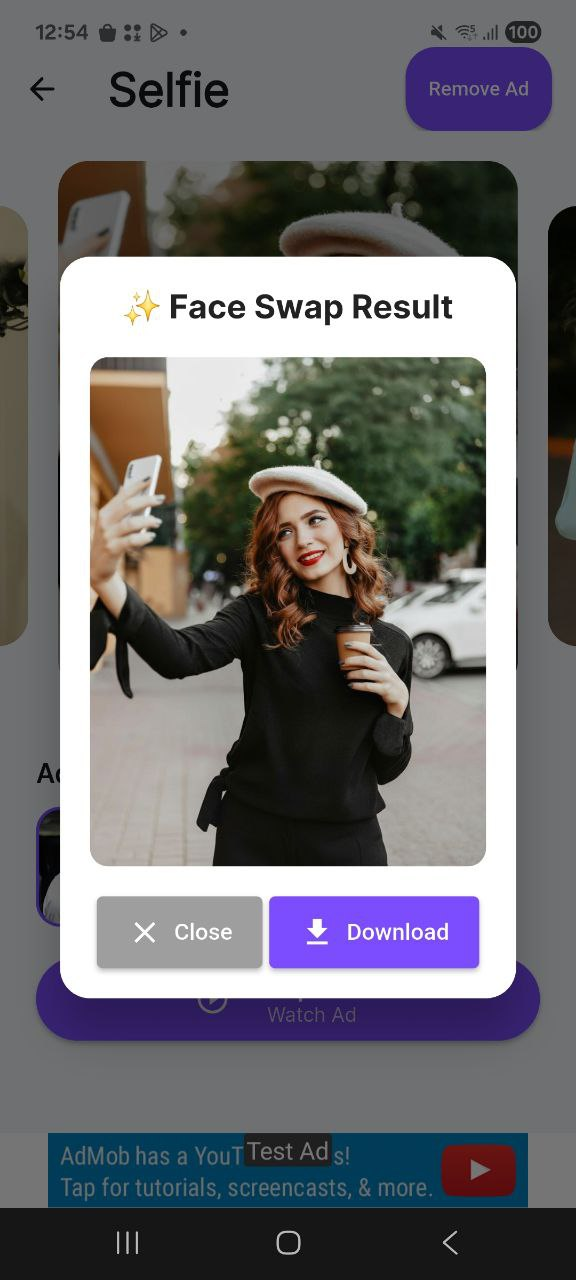 12:54
100
Selfie
Remove Ad
✨ Face Swap Result
Close
Download
Watch Ad
AdMob has a YouT
Test Ad
s!
Tap for tutorials, screencasts, & more.